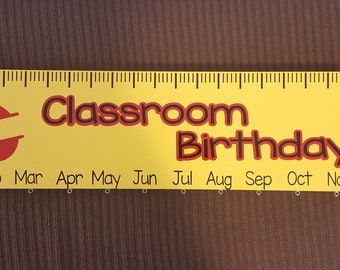 Classroom
Birthday
Mar Apr May Jun Jul Aug Sep Oct